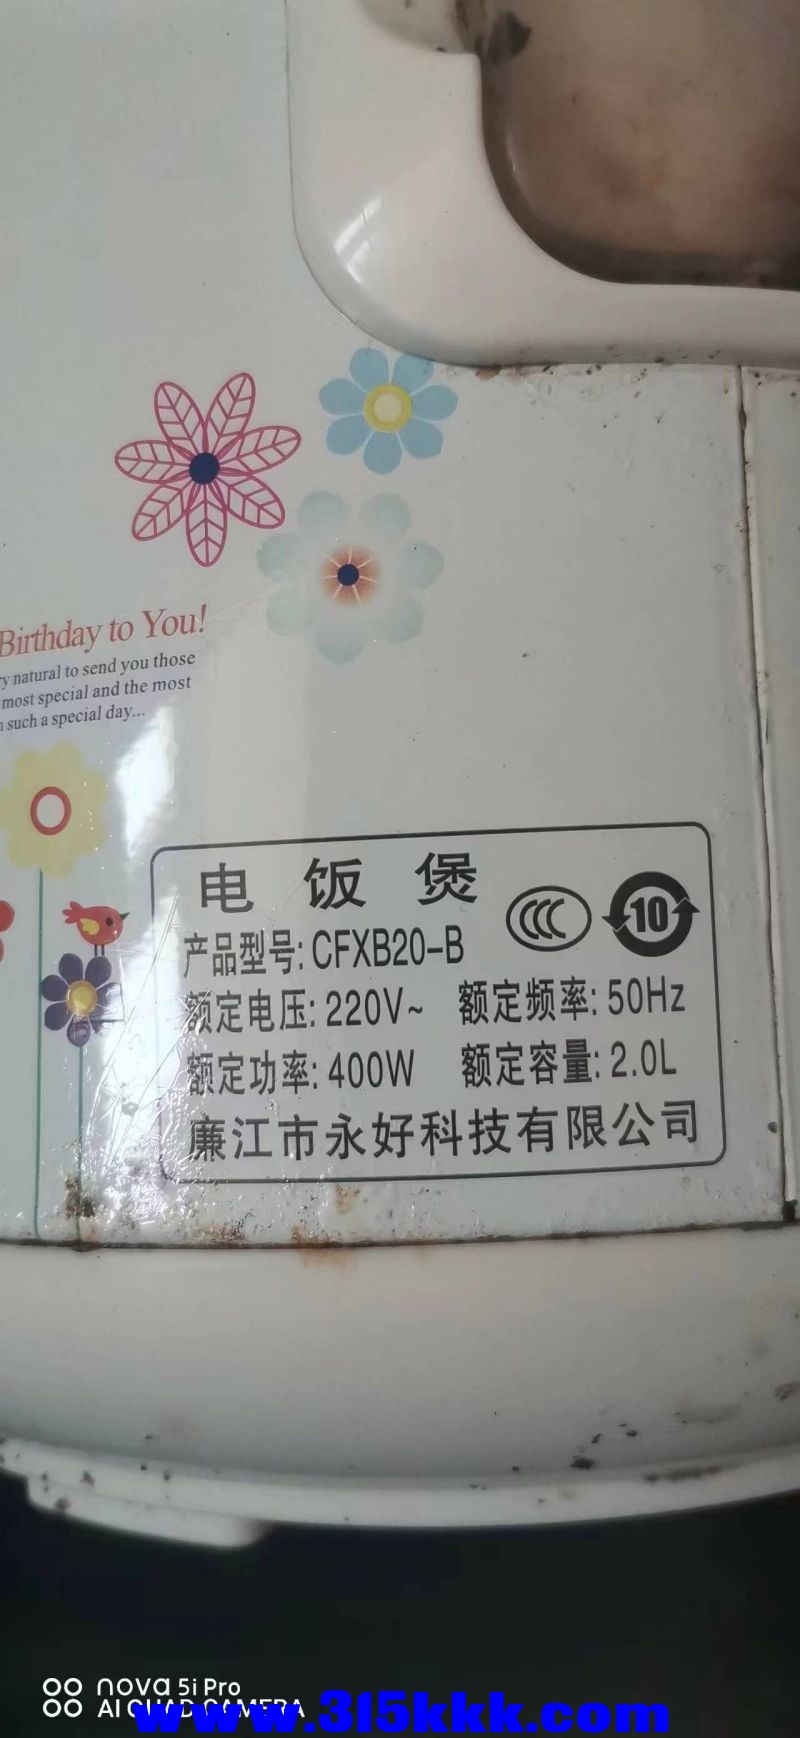 Birthday to You!
ry natural to send you those
most special and the most
n such a special day...
电饭煲
产品型号: CFXB20-B
CCC
10
额定电压: 220V~ 额定频率: 50Hz
额定功率: 400W 额定容量: 2.0L
廉江市永好科技有限公司
nova 5i Pro
AI QUAD CAMERA
www.315kkk.com